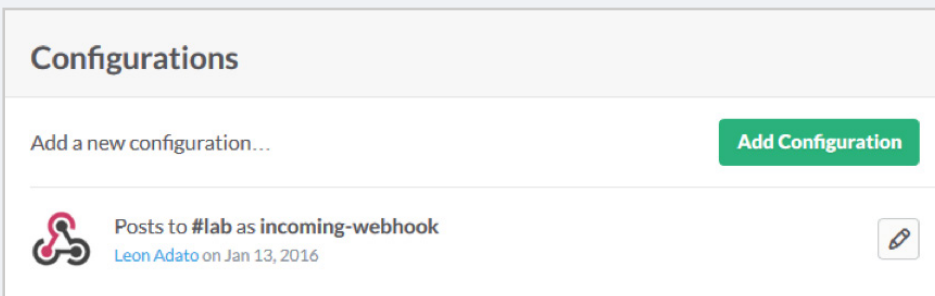 Configurations
Add a new configuration…
Add Configuration
Posts to #lab as incoming-webhook
Leon Adato on Jan 13, 2016